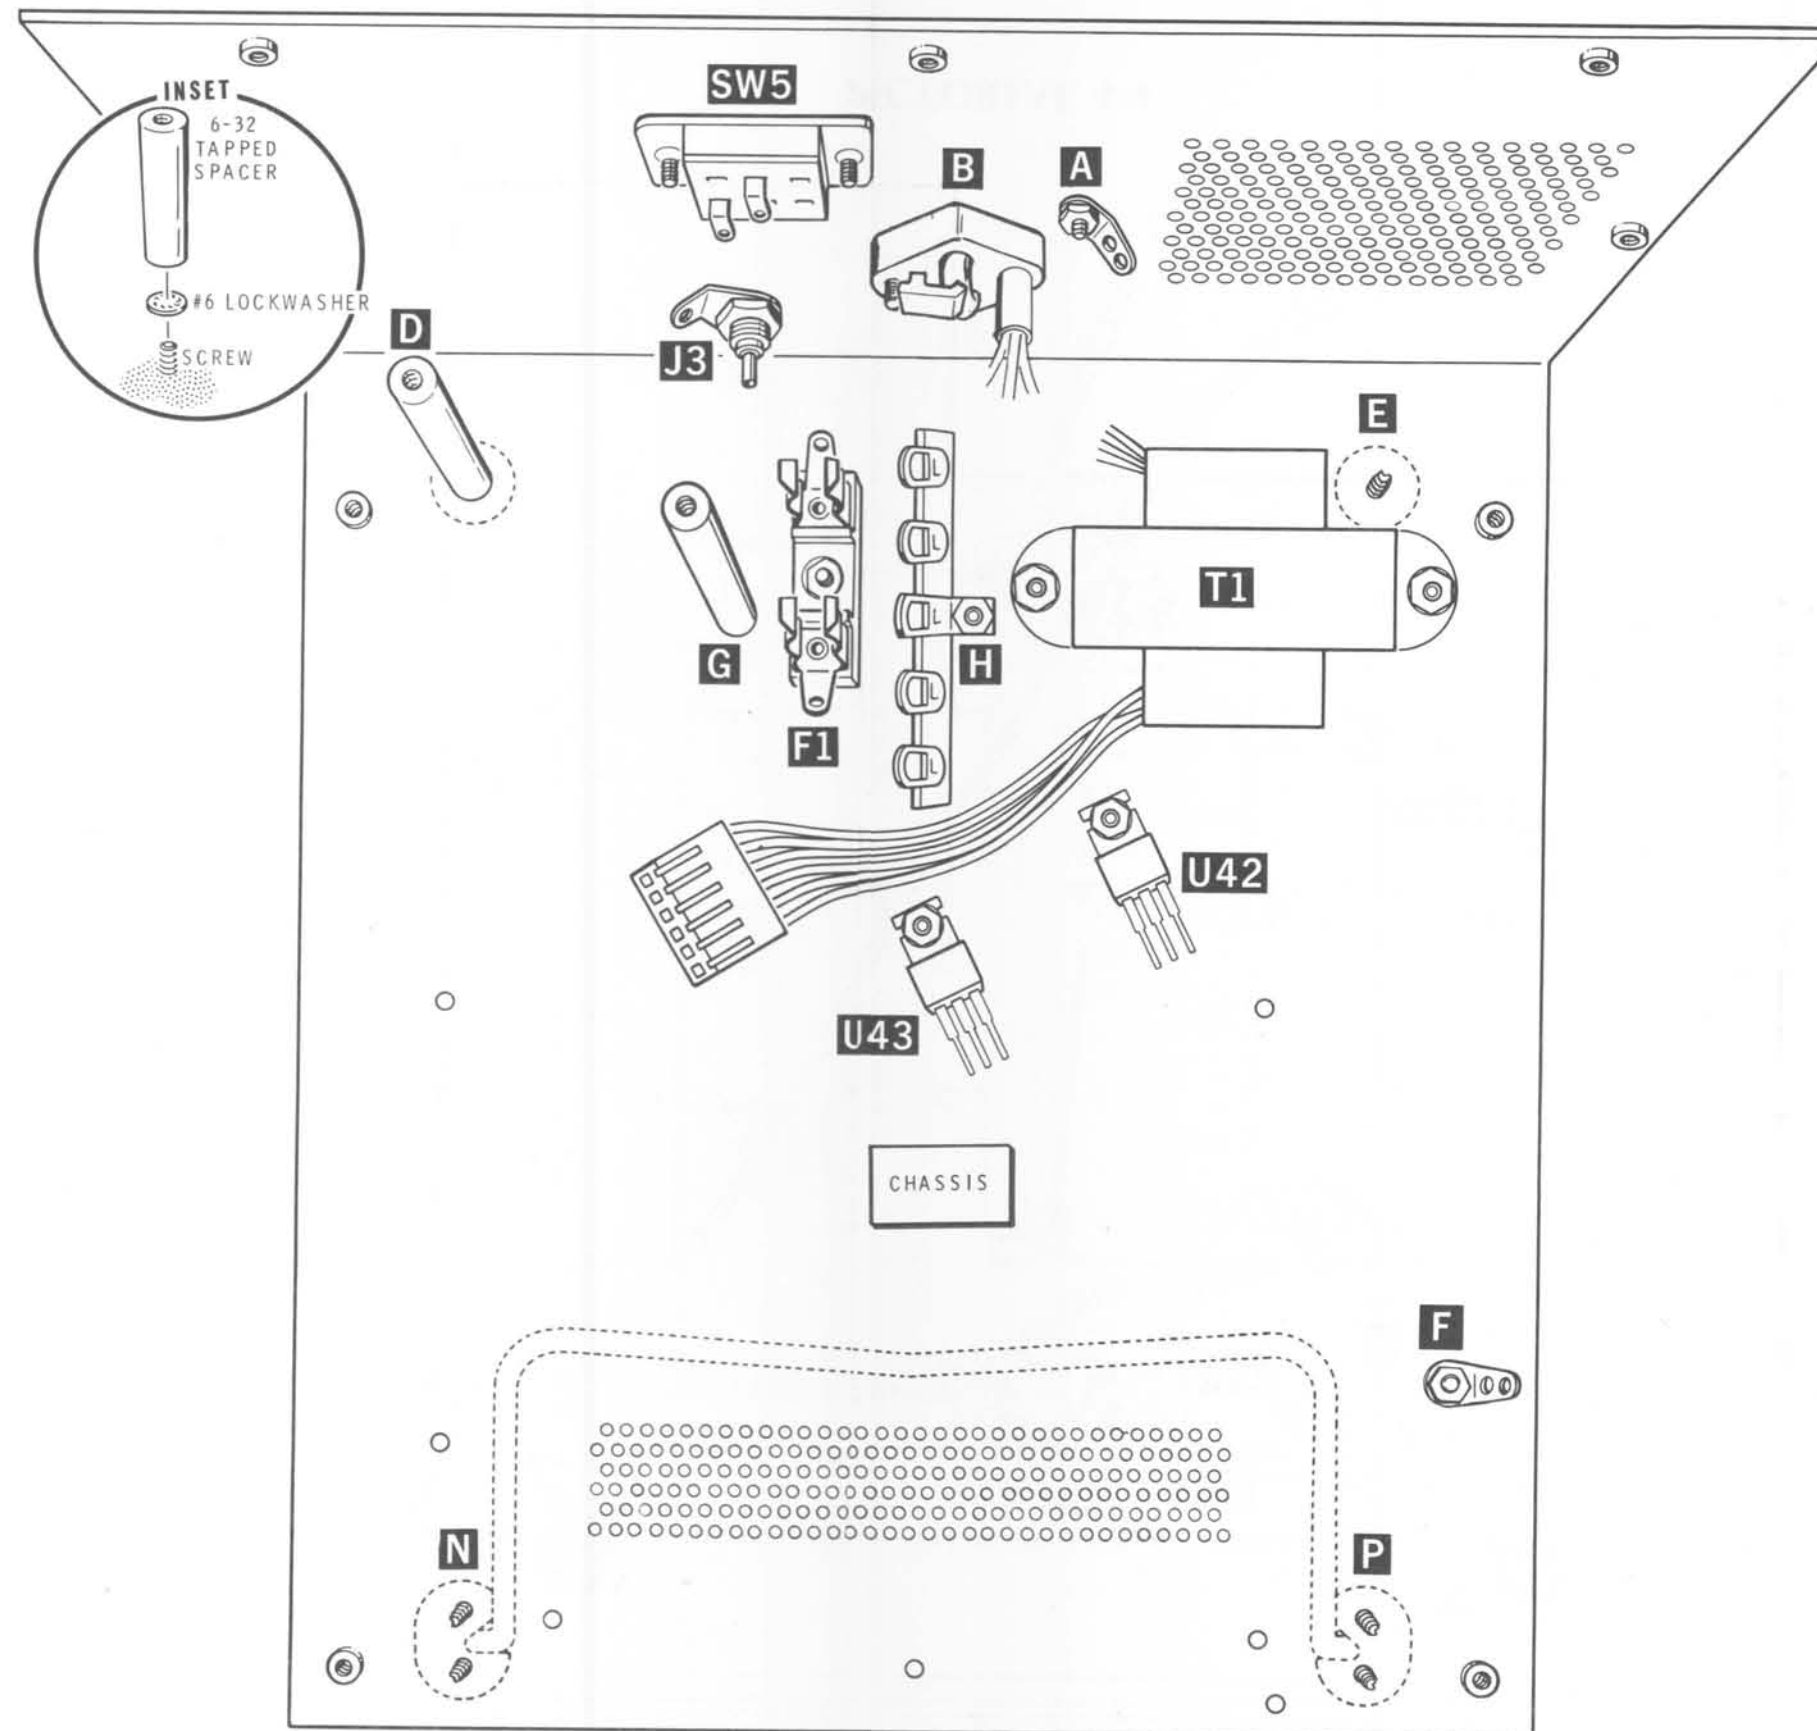 INSET
6-32
TAPPED
SPACER
#6 LOCKWASHER
SCREW
SW5
B
A
D
J3
E
T1
G
H
F1
L
L
L
L
L
U42
U43
CHASSIS
F
N
P